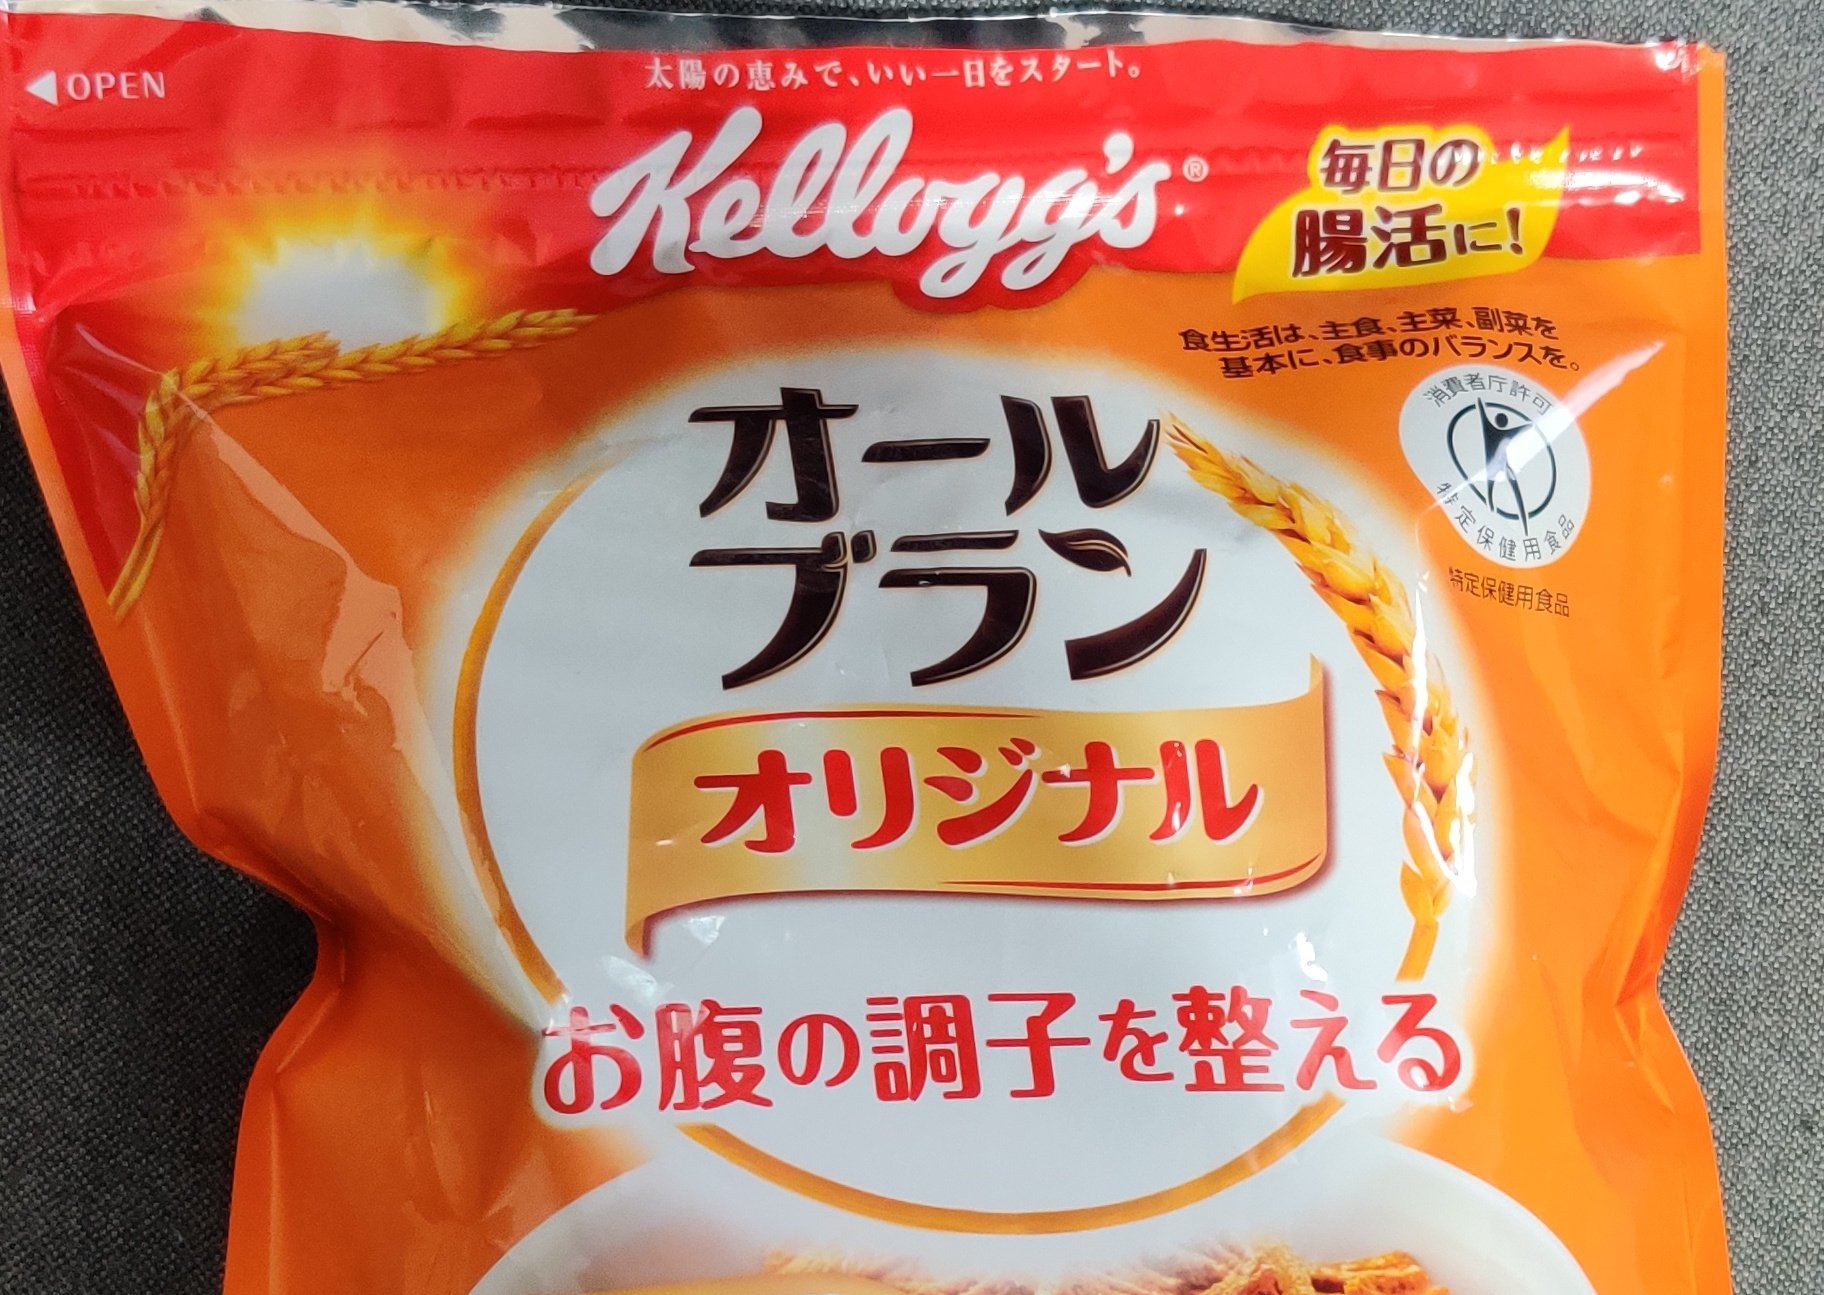 OPEN
太陽の恵みで、いい一日をスタート。
Kellogg's®
毎日の
腸活に!
食生活は、主食、主菜、副菜を
基本に、食事のバランスを。
消費者庁許可
特定保健用食品
特定保健用食品
オール
ブラン
オリジナル
お腹の調子を整える